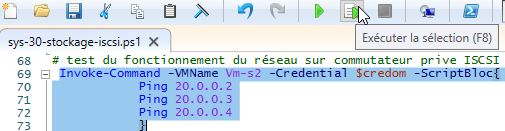 sys-30-stockage-iscsi.ps1 X
Exécuter la sélection (F8)
68 # test du fonctionnement du réseau sur commutateur prive ISCSI
69 Invoke-Command -VMName Vm-s2 -Credential $credom -ScriptBlock{
70 Ping 20.0.0.2
71 Ping 20.0.0.3
72 Ping 20.0.0.4
73 }